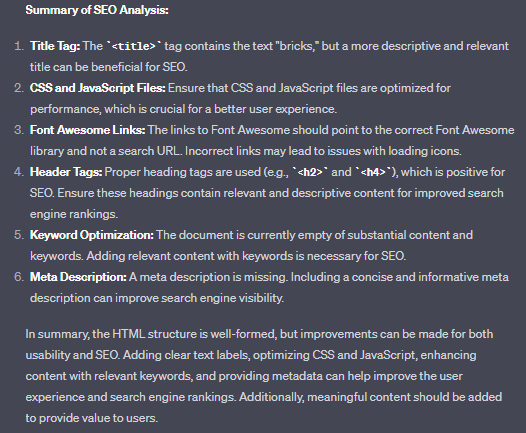 Summary of SEO Analysis:
1. Title Tag: The `<title>` tag contains the text "bricks," but a more descriptive and relevant
title can be beneficial for SEO.
2. CSS and JavaScript Files: Ensure that CSS and JavaScript files are optimized for
performance, which is crucial for a better user experience.
3. Font Awesome Links: The links to Font Awesome should point to the correct Font Awesome
library and not a search URL. Incorrect links may lead to issues with loading icons.
4. Header Tags: Proper heading tags are used (e.g., `<h2>` and `<h4>`), which is positive for
SEO. Ensure these headings contain relevant and descriptive content for improved search
engine rankings.
5. Keyword Optimization: The document is currently empty of substantial content and
keywords. Adding relevant content with keywords is necessary for SEO.
6. Meta Description: A meta description is missing. Including a concise and informative meta
description can improve search engine visibility.
In summary, the HTML structure is well-formed, but improvements can be made for both
usability and SEO. Adding clear text labels, optimizing CSS and JavaScript, enhancing
content with relevant keywords, and providing metadata can help improve the user
experience and search engine rankings. Additionally, meaningful content should be added
to provide value to users.